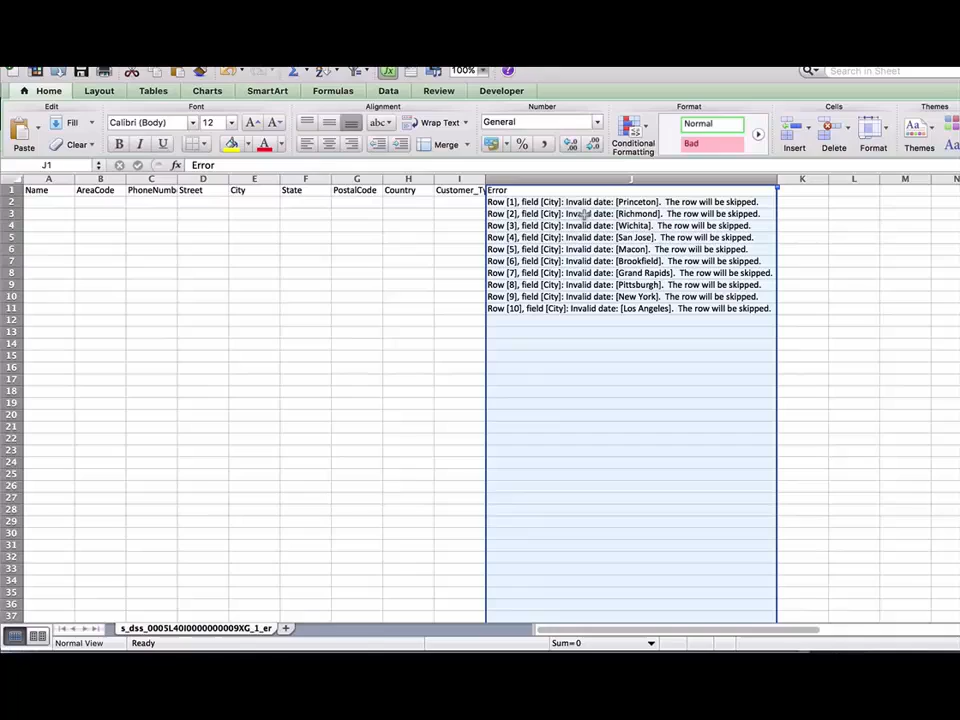 100%
Search in Sheet
Home Layout Tables Charts SmartArt Formulas Data Review Developer
Edit Font Alignment Number Format Cells Themes
Fill Calibri (Body) 12 A A abc Wrap Text General Normal
Paste Clear B I U A Merge % Conditional Formatting Bad Insert Delete Format Themes Aa
J1 fx Error
A B C D E F G H I J K L M N
1 Name AreaCode PhoneNumb Street City State PostalCode Country Customer_Ty Error
2 Row [1], field [City]: Invalid date: [Princeton].  The row will be skipped.
3 Row [2], field [City]: Invalid date: [Richmond].  The row will be skipped.
4 Row [3], field [City]: Invalid date: [Wichita].  The row will be skipped.
5 Row [4], field [City]: Invalid date: [San Jose].  The row will be skipped.
6 Row [5], field [City]: Invalid date: [Macon].  The row will be skipped.
7 Row [6], field [City]: Invalid date: [Brookfield].  The row will be skipped.
8 Row [7], field [City]: Invalid date: [Grand Rapids].  The row will be skipped.
9 Row [8], field [City]: Invalid date: [Pittsburgh].  The row will be skipped.
10 Row [9], field [City]: Invalid date: [New York].  The row will be skipped.
11 Row [10], field [City]: Invalid date: [Los Angeles].  The row will be skipped.
12
13
14
15
16
17
18
19
20
21
22
23
24
25
26
27
28
29
30
31
32
33
34
35
36
37
s_dss_0005L40I0000000009XG_1_er
Normal View Ready Sum=0